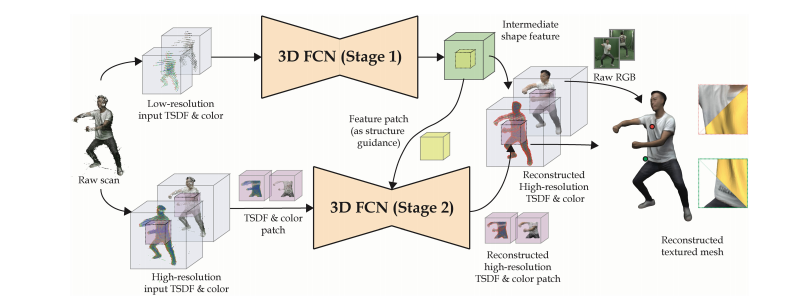 3D FCN (Stage 1)
Intermediate
shape feature
Raw RGB
Low-resolution
input TSDF & color
Feature patch
(as structure
guidance)
Raw scan
Reconstructed
High-resolution
TSDF & color
TSDF & color
patch
3D FCN (Stage 2)
Reconstructed
textured mesh
Reconstructed
high-resolution
TSDF & color patch
High-resolution
input TSDF & color